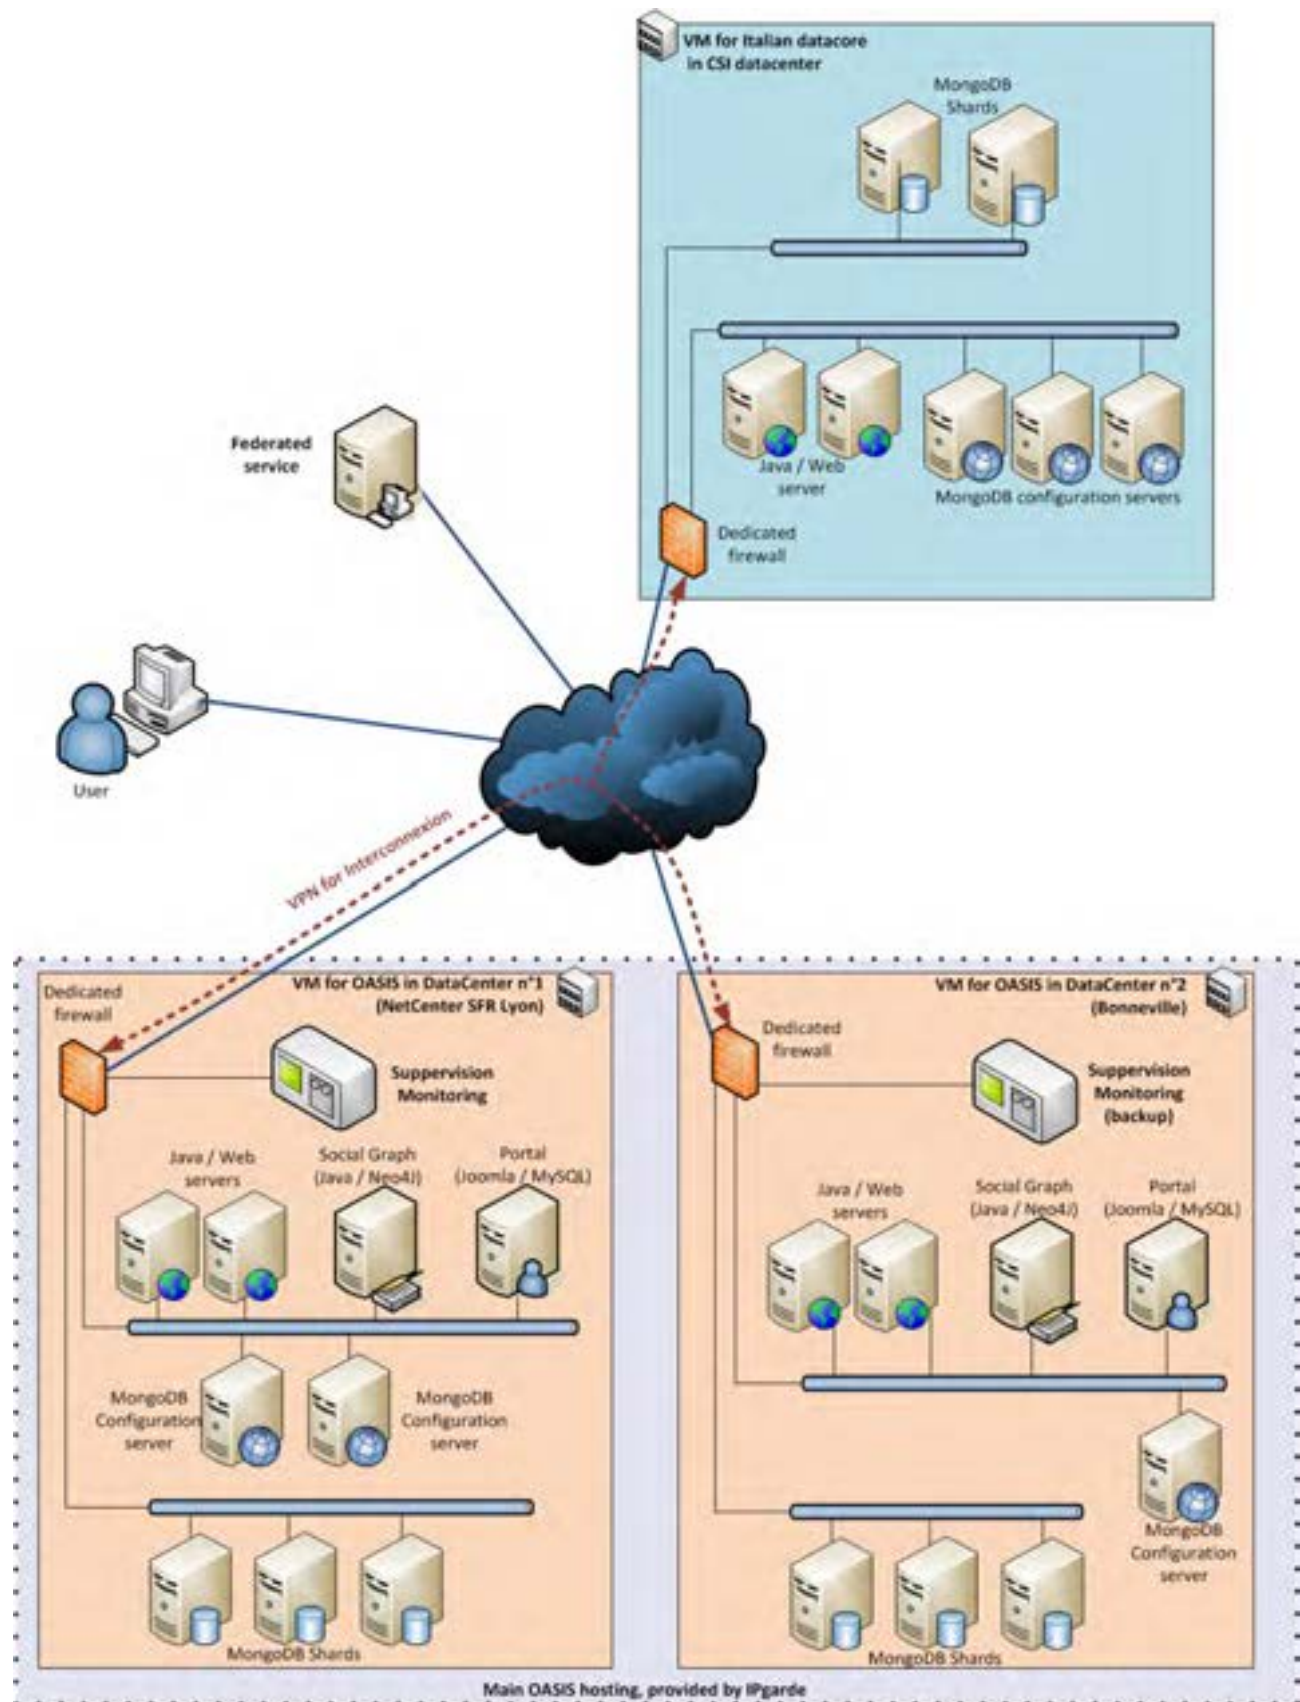 VM for Italian datacore
in CSI datacenter
MongoDB
Shards
Java / Web
server
MongoDB configuration servers
Dedicated
firewall
Federated
service
User
VPN for Interconnexion
VM for OASIS in DataCenter n°1
(NetCenter SFR Lyon)
Dedicated
firewall
Suppervision
Monitoring
Java / Web
servers
Social Graph
(Java / Neo4J)
Portal
(Joomla / MySQL)
MongoDB
Configuration
server
MongoDB
Configuration
server
MongoDB Shards
VM for OASIS in DataCenter n°2
(Bonneville)
Dedicated
firewall
Suppervision
Monitoring
(backup)
Java / Web
servers
Social Graph
(Java / Neo4J)
Portal
(Joomla / MySQL)
MongoDB
Configuration
server
MongoDB Shards
Main OASIS hosting, provided by IPgarde